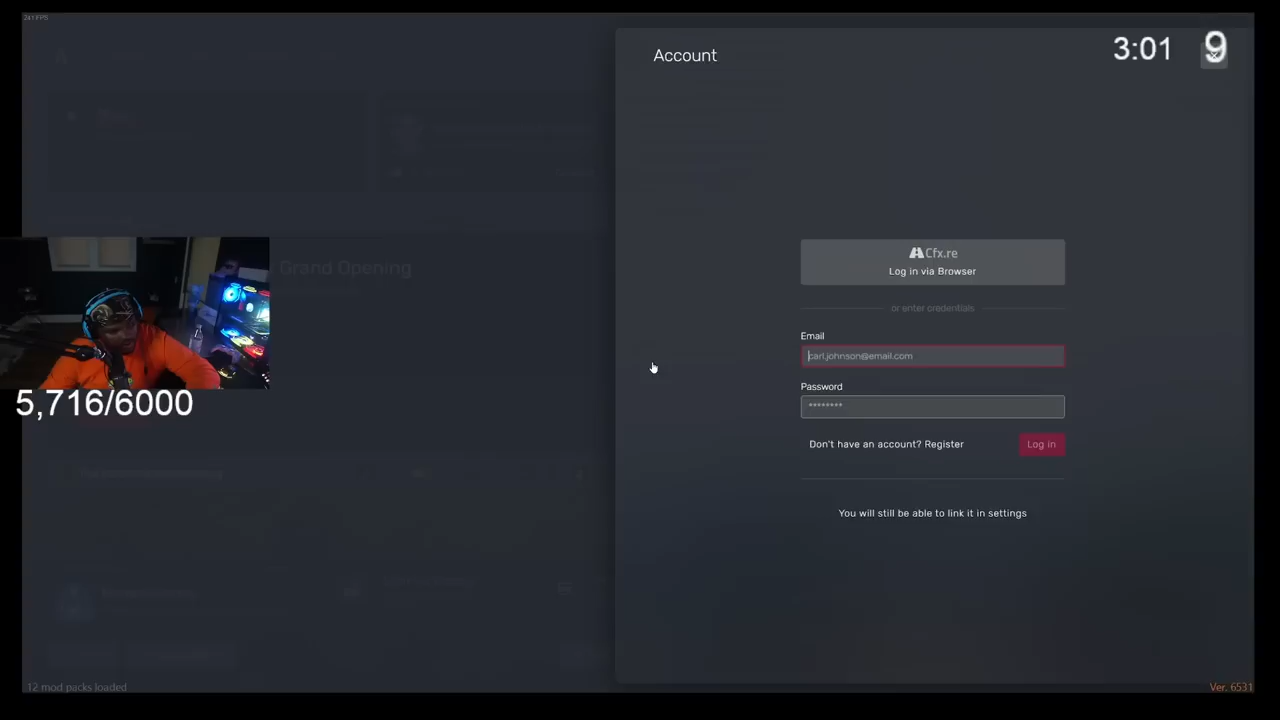 241 FPS
Account
3:01
9
Cfx.re
Log in via Browser
or enter credentials
Grand Opening
Email
carl.johnson@email.com
Password
********
5,716/6000
Don't have an account? Register
Log in
You will still be able to link it in settings
12 mod packs loaded
Ver. 6531